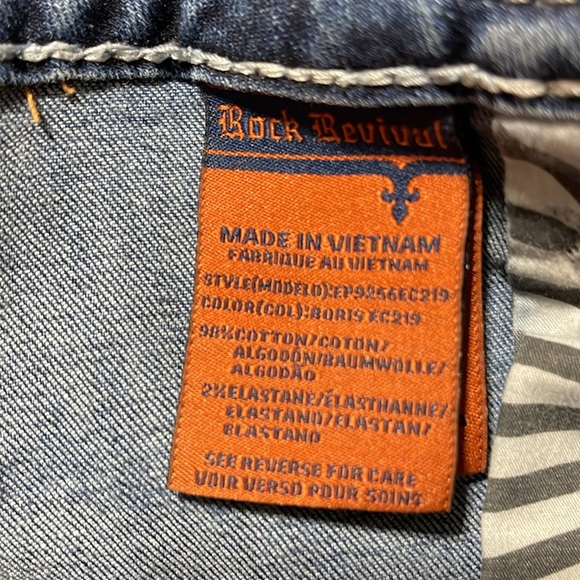 Rock Revival
MADE IN VIETNAM
FABRIQUE AU VIETNAM
STYLE(MODELO):EP9256EC219
COLOR(COL):BORIS EC219
98%COTTON/COTON/
ALGODÓN/BAUMWOLLE/
ALGODÃO
2%ELASTANE/ÉLASTHANNE/
ELASTANO/ELASTAN/
ELASTANO
SEE REVERSE FOR CARE
VOIR VERSO POUR SOINS